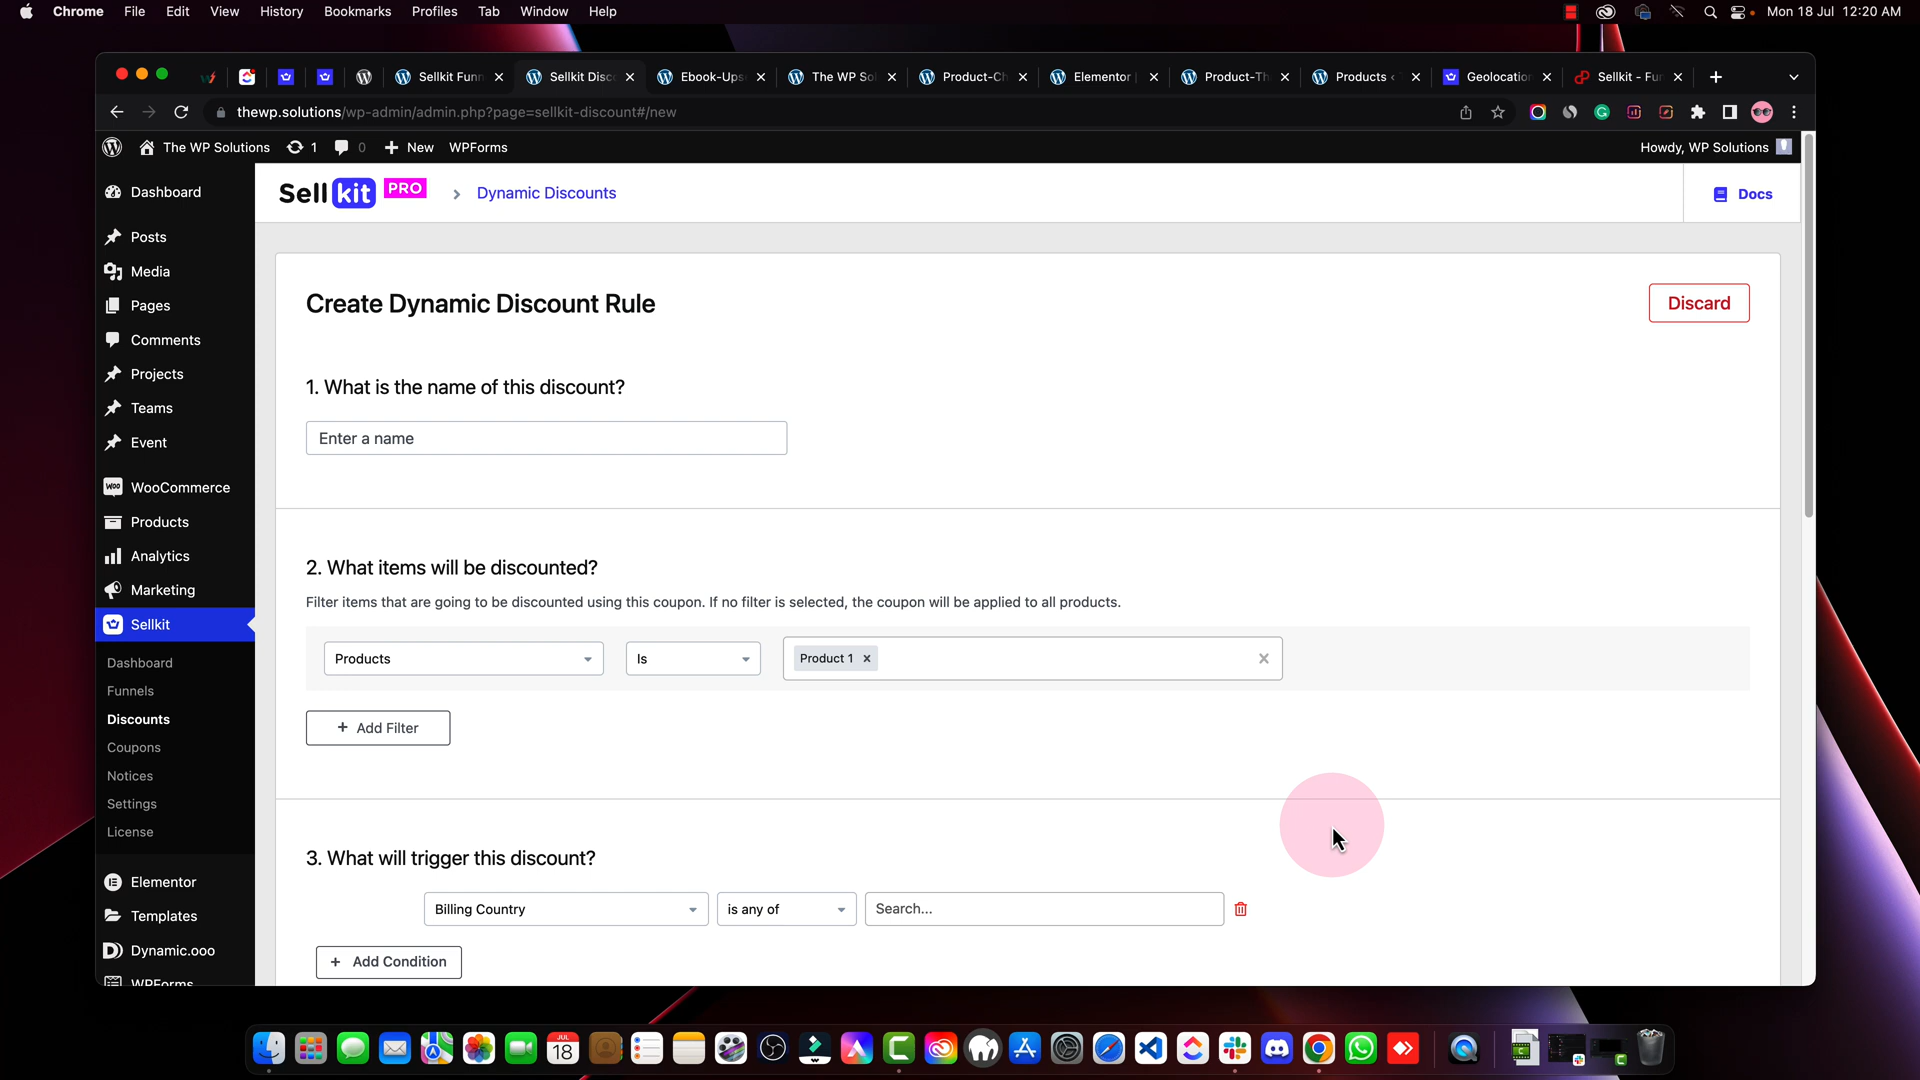 Chrome File Edit View History Bookmarks Profiles Tab Window Help
Mon 18 Jul 12:20 AM
Sellkit Funn
Sellkit Disco
Ebook-Ups
The WP So
Product-Ch
Elementor
Product-Th
Products ‹
Geolocation
Sellkit - Fu
thewp.solutions/wp-admin/admin.php?page=sellkit-discount#/new
The WP Solutions 1 0 + New WPForms
Howdy, WP Solutions
Dashboard
Posts
Media
Pages
Comments
Projects
Teams
Event
WooCommerce
Products
Analytics
Marketing
Sellkit
Dashboard
Funnels
Discounts
Coupons
Notices
Settings
License
Elementor
Templates
Dynamic.ooo
WPForms
Sellkit PRO > Dynamic Discounts
Docs
Create Dynamic Discount Rule
Discard
1. What is the name of this discount?
Enter a name
2. What items will be discounted?
Filter items that are going to be discounted using this coupon. If no filter is selected, the coupon will be applied to all products.
Products Is Product 1 ×
+ Add Filter
3. What will trigger this discount?
Billing Country is any of Search...
+ Add Condition
JUL
18